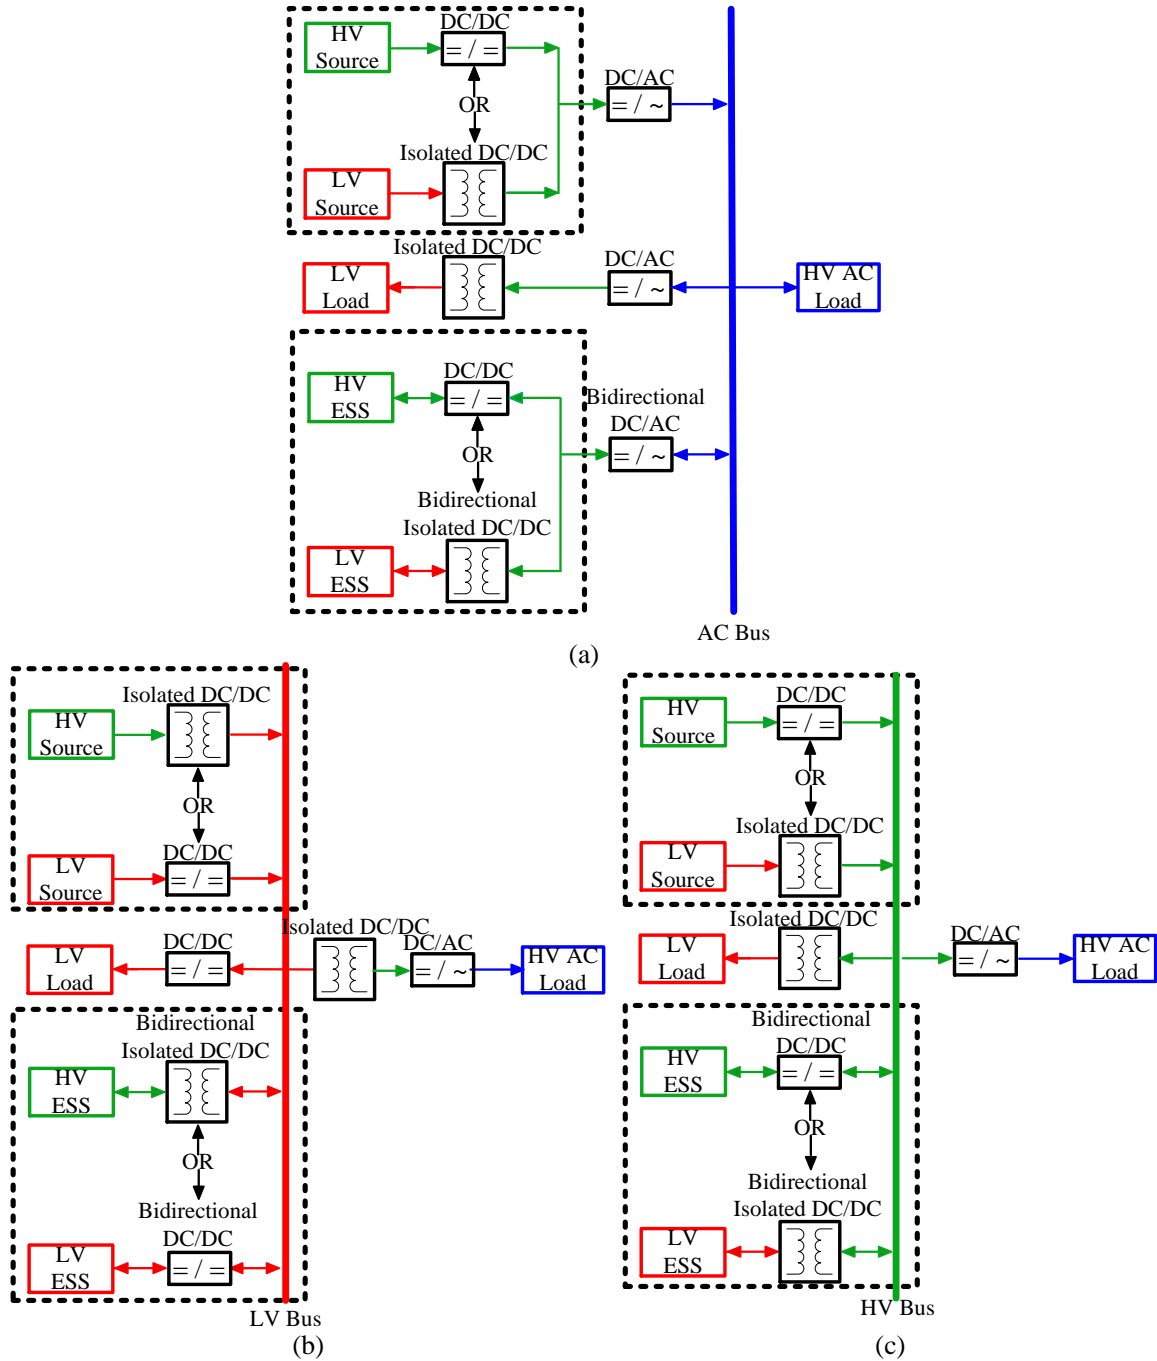 DC/DC
HV
Source
= / =
DC/AC
= / ~
OR
Isolated DC/DC
LV
Source
Isolated DC/DC
DC/AC
LV
Load
= / ~
HV AC
Load
DC/DC
HV
ESS
= / =
Bidirectional
DC/AC
= / ~
OR
Bidirectional
Isolated DC/DC
LV
ESS
AC Bus
(a)
Isolated DC/DC
HV
Source
OR
DC/DC
LV
Source
= / =
Isolated DC/DC
DC/DC
DC/AC
LV
Load
= / =
= / ~
HV AC
Load
Bidirectional
Isolated DC/DC
HV
ESS
OR
Bidirectional
DC/DC
LV
ESS
= / =
LV Bus
(b)
DC/DC
HV
Source
= / =
OR
Isolated DC/DC
LV
Source
Isolated DC/DC
DC/AC
LV
Load
= / ~
HV AC
Load
Bidirectional
DC/DC
HV
ESS
= / =
OR
Bidirectional
Isolated DC/DC
LV
ESS
HV Bus
(c)